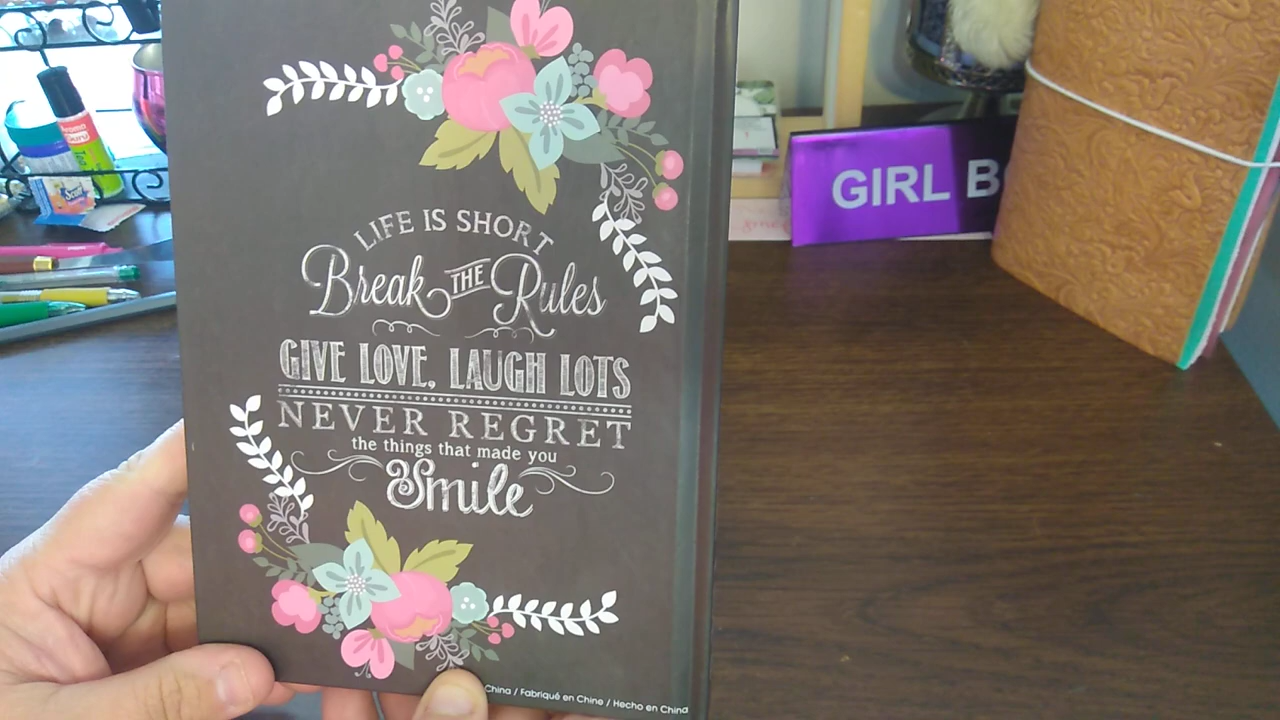 LIFE IS SHORT
Break THE Rules
GIVE LOVE, LAUGH LOTS
NEVER REGRET
the things that made you
Smile
China / Fabriqué en Chine / Hecho en China
GIRL B